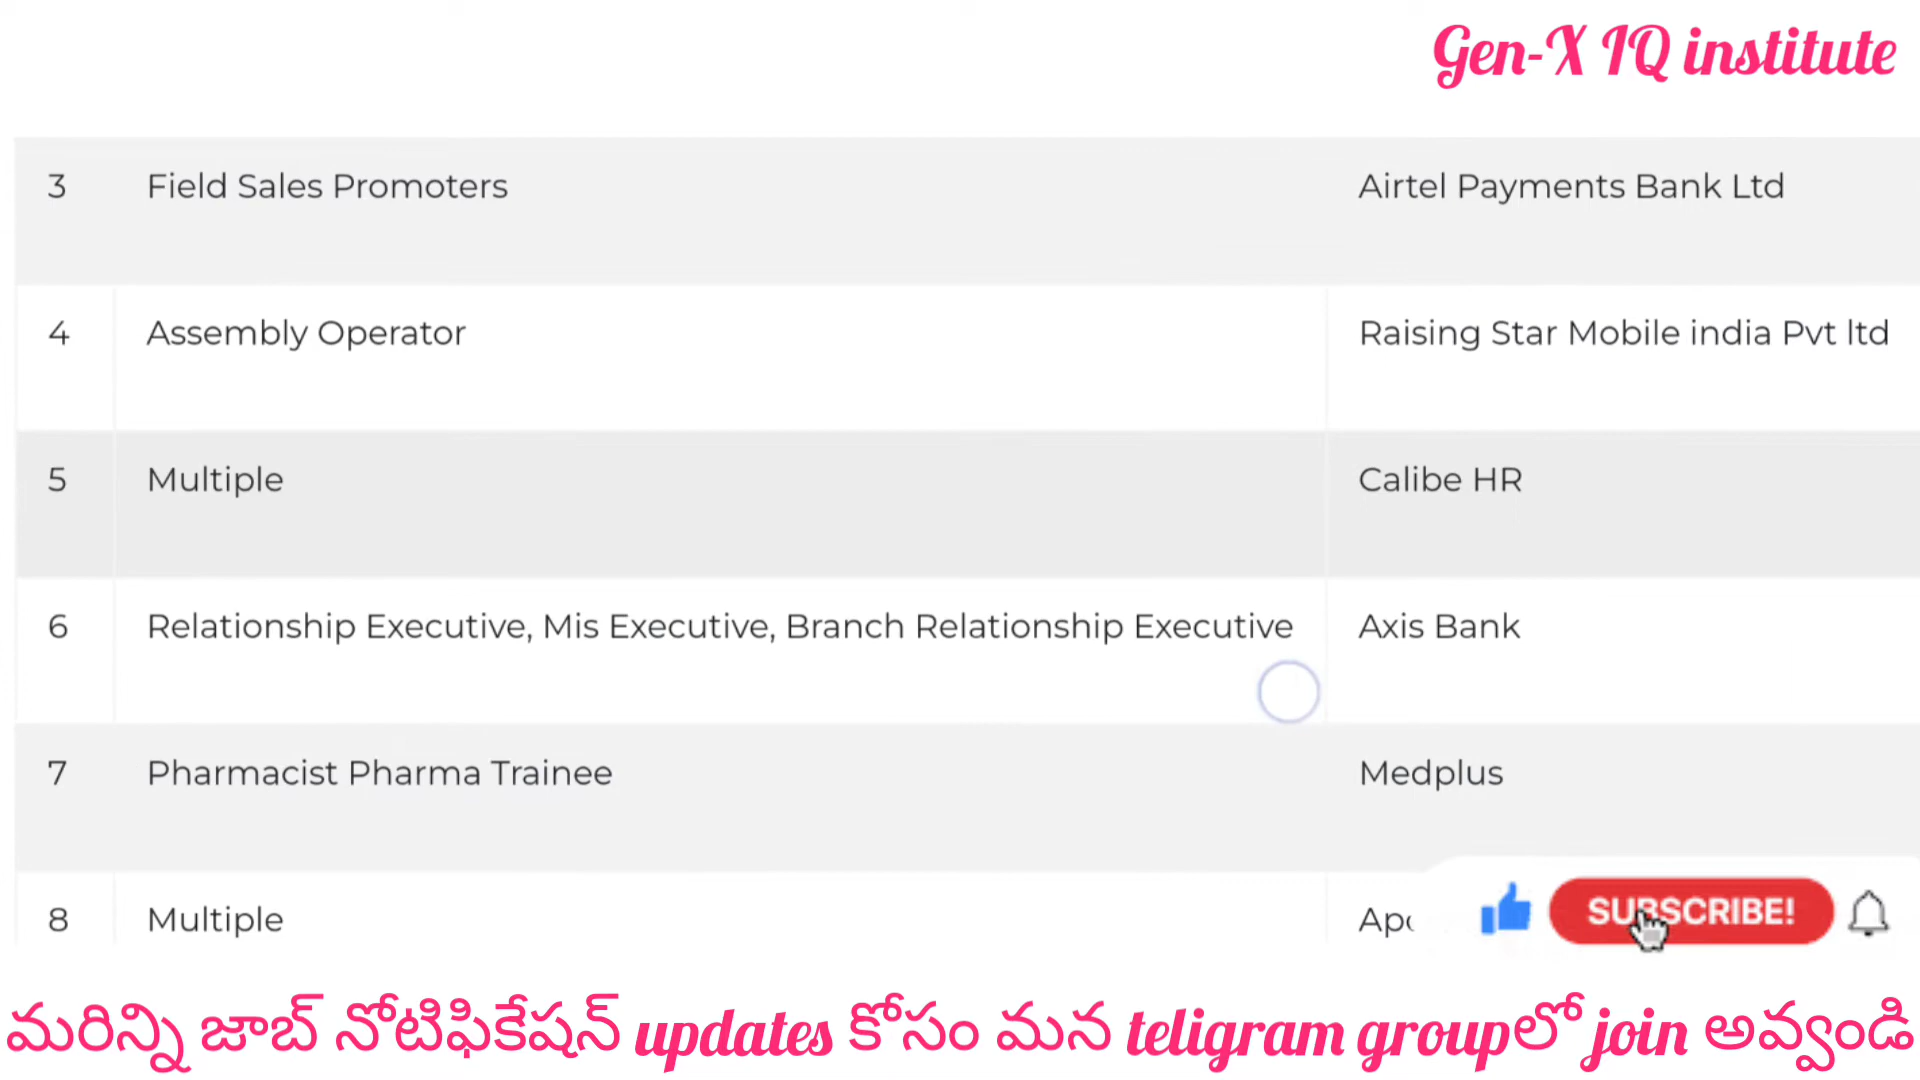 Gen-X IQ institute
3 Field Sales Promoters Airtel Payments Bank Ltd
4 Assembly Operator Raising Star Mobile india Pvt ltd
5 Multiple Calibe HR
6 Relationship Executive, Mis Executive, Branch Relationship Executive Axis Bank
7 Pharmacist Pharma Trainee Medplus
8 Multiple
SUBSCRIBE!
మరిన్ని జాబ్ నోటిఫికేషన్ updates కోసం మన teligram groupలో join అవ్వండి